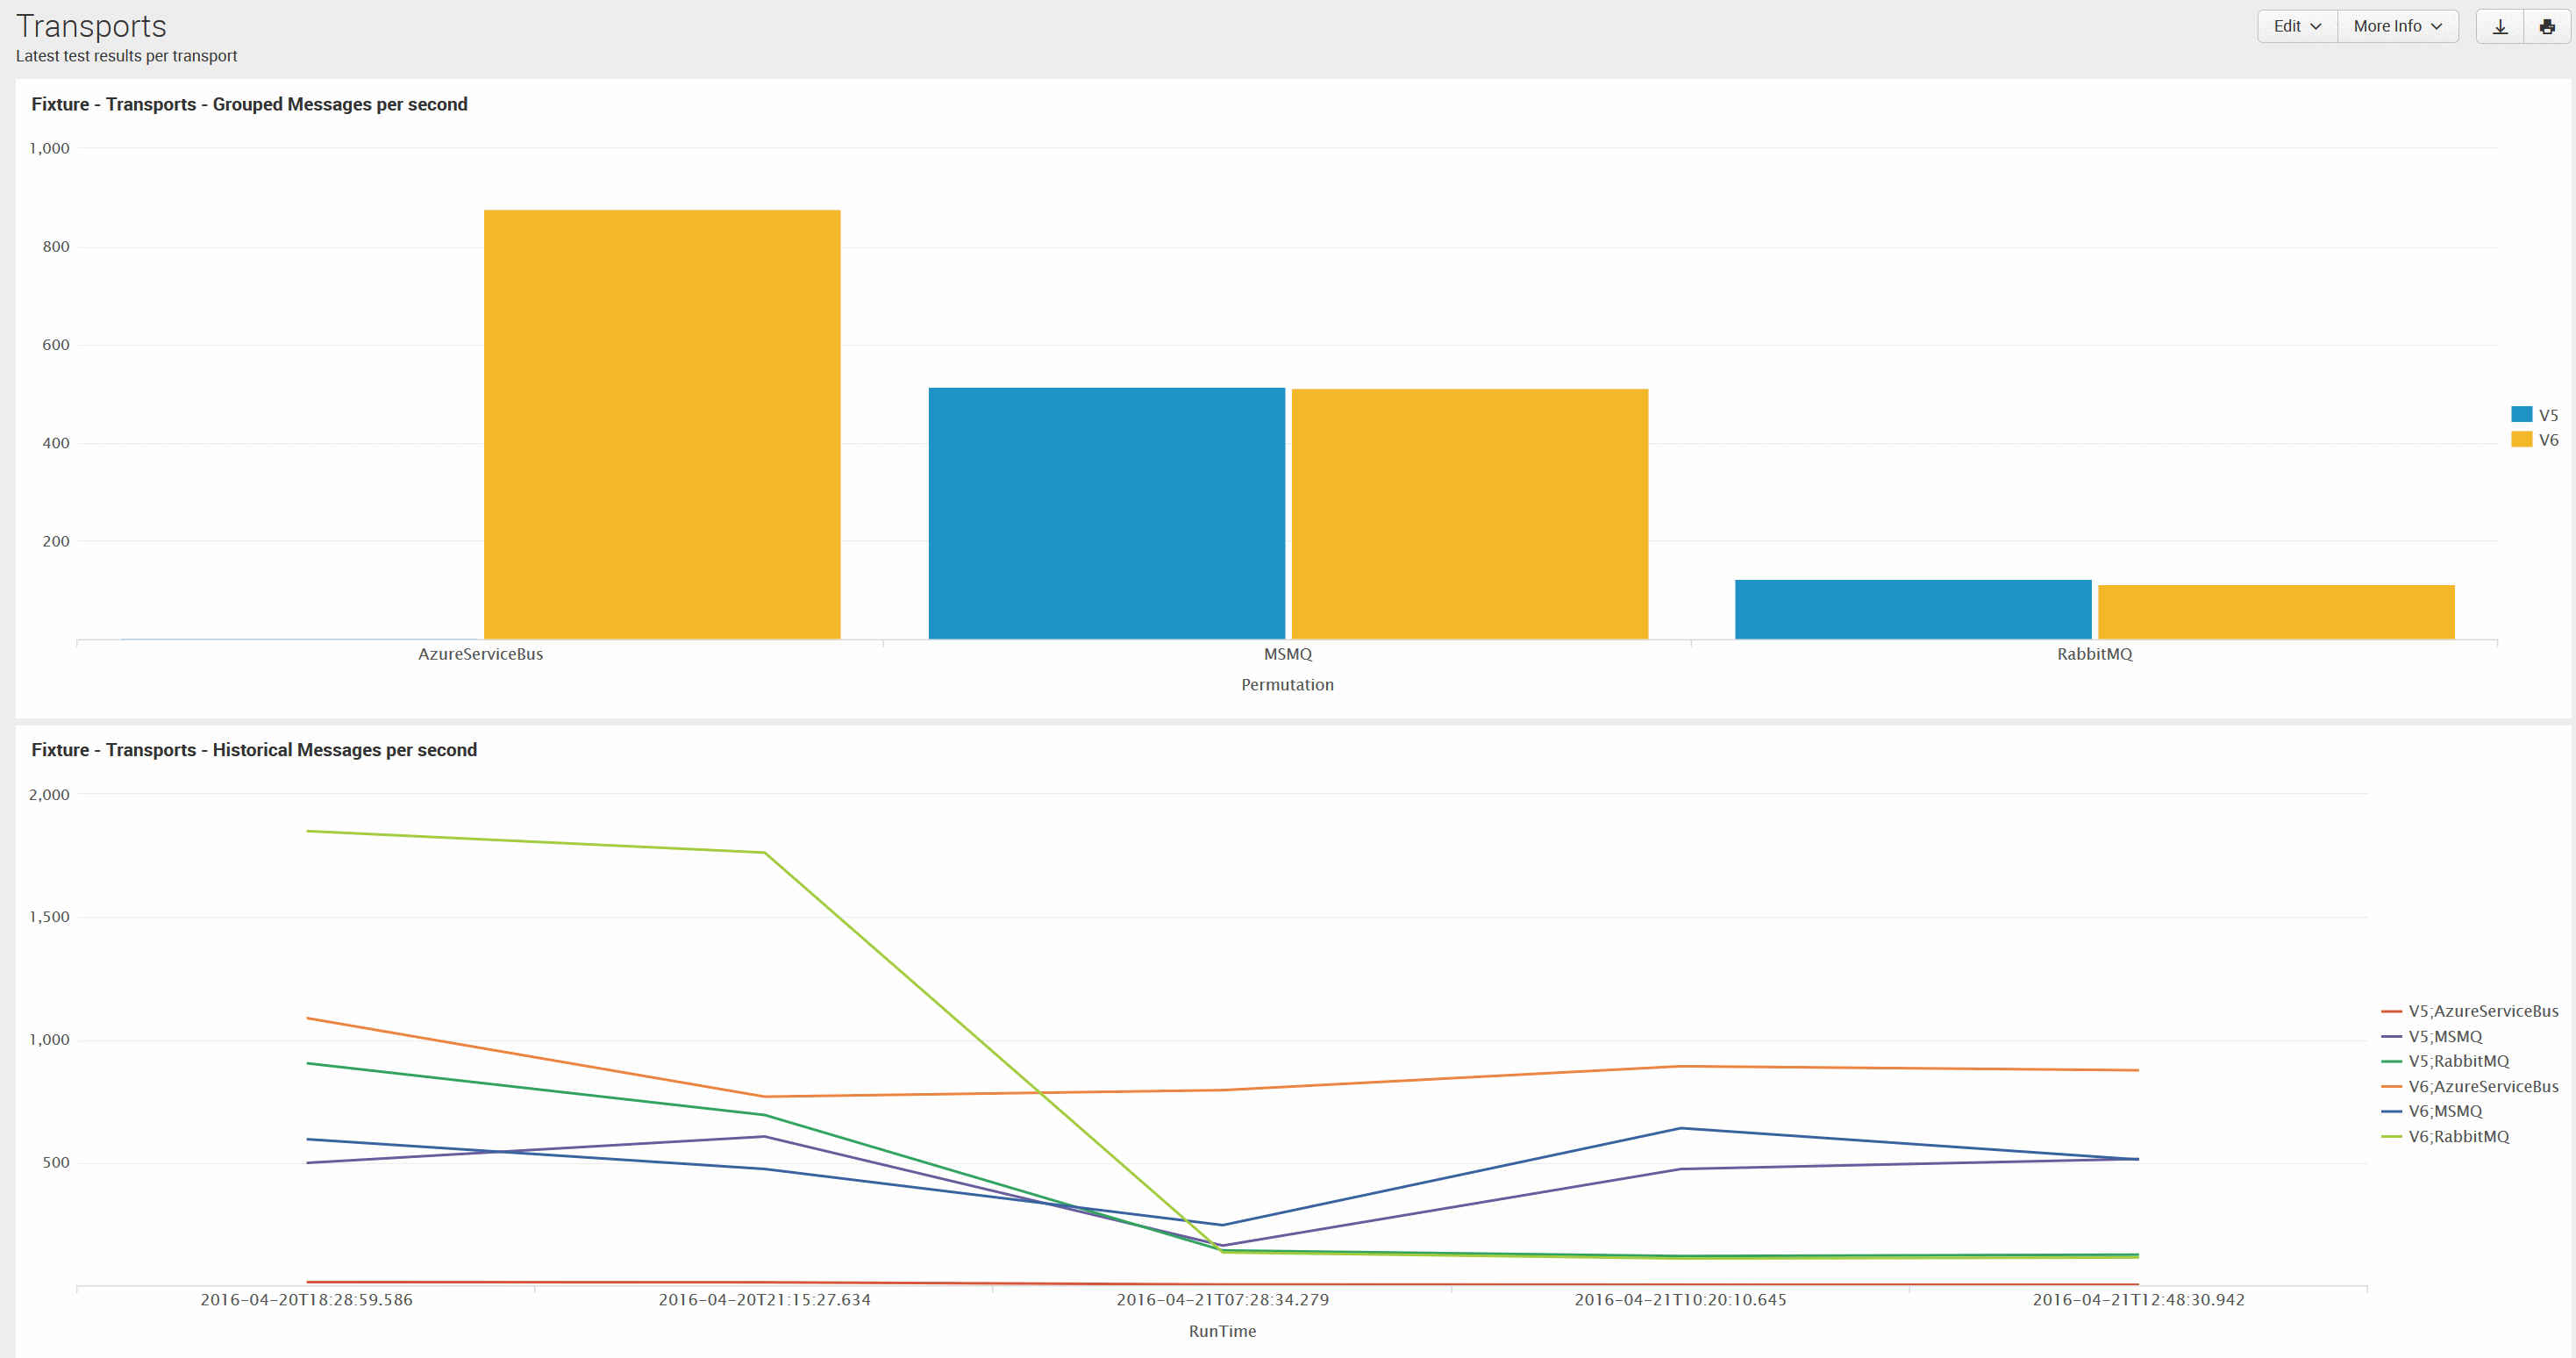 Transports
Edit
More Info
Latest test results per transport
Fixture - Transports - Grouped Messages per second
1,000
800
600
400
200
V5
V6
AzureServiceBus
MSMQ
RabbitMQ
Permutation
Fixture - Transports - Historical Messages per second
2,000
1,500
1,000
500
V5;AzureServiceBus
V5;MSMQ
V5;RabbitMQ
V6;AzureServiceBus
V6;MSMQ
V6;RabbitMQ
2016-04-20T18:28:59.586
2016-04-20T21:15:27.634
2016-04-21T07:28:34.279
2016-04-21T10:20:10.645
2016-04-21T12:48:30.942
RunTime